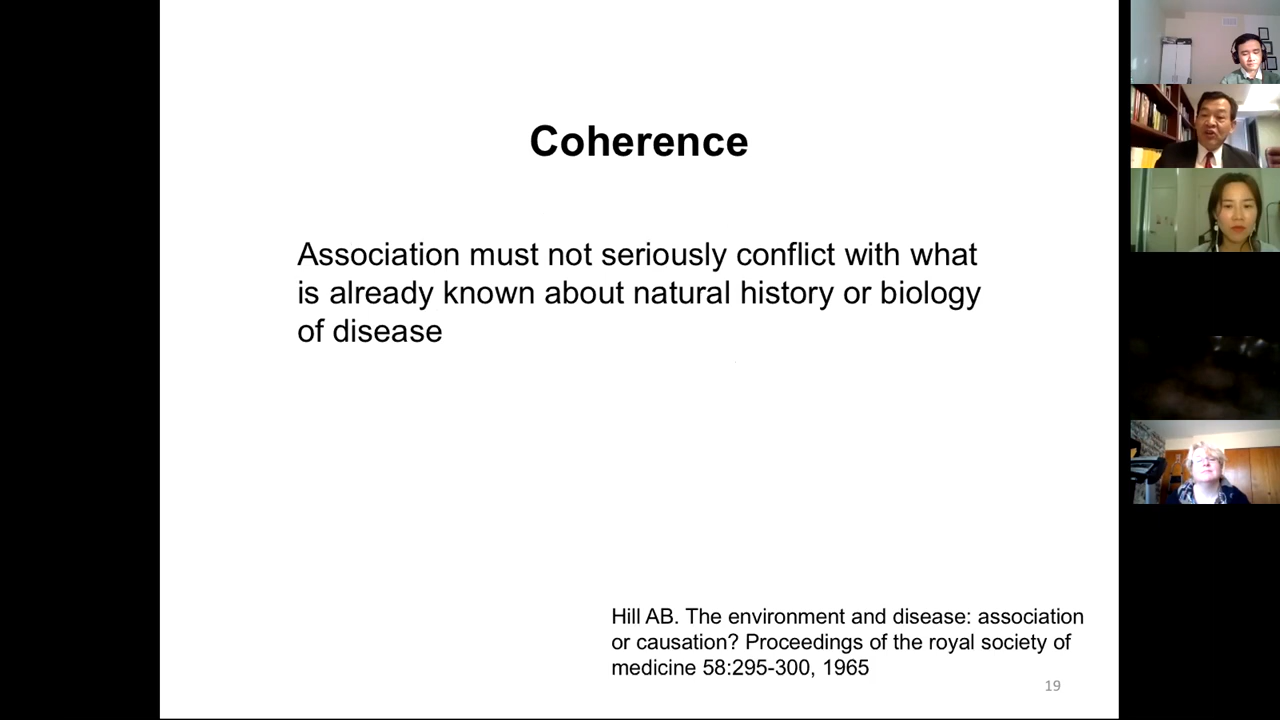 Coherence
Association must not seriously conflict with what
is already known about natural history or biology
of disease
Hill AB. The environment and disease: association
or causation? Proceedings of the royal society of
medicine 58:295-300, 1965
19